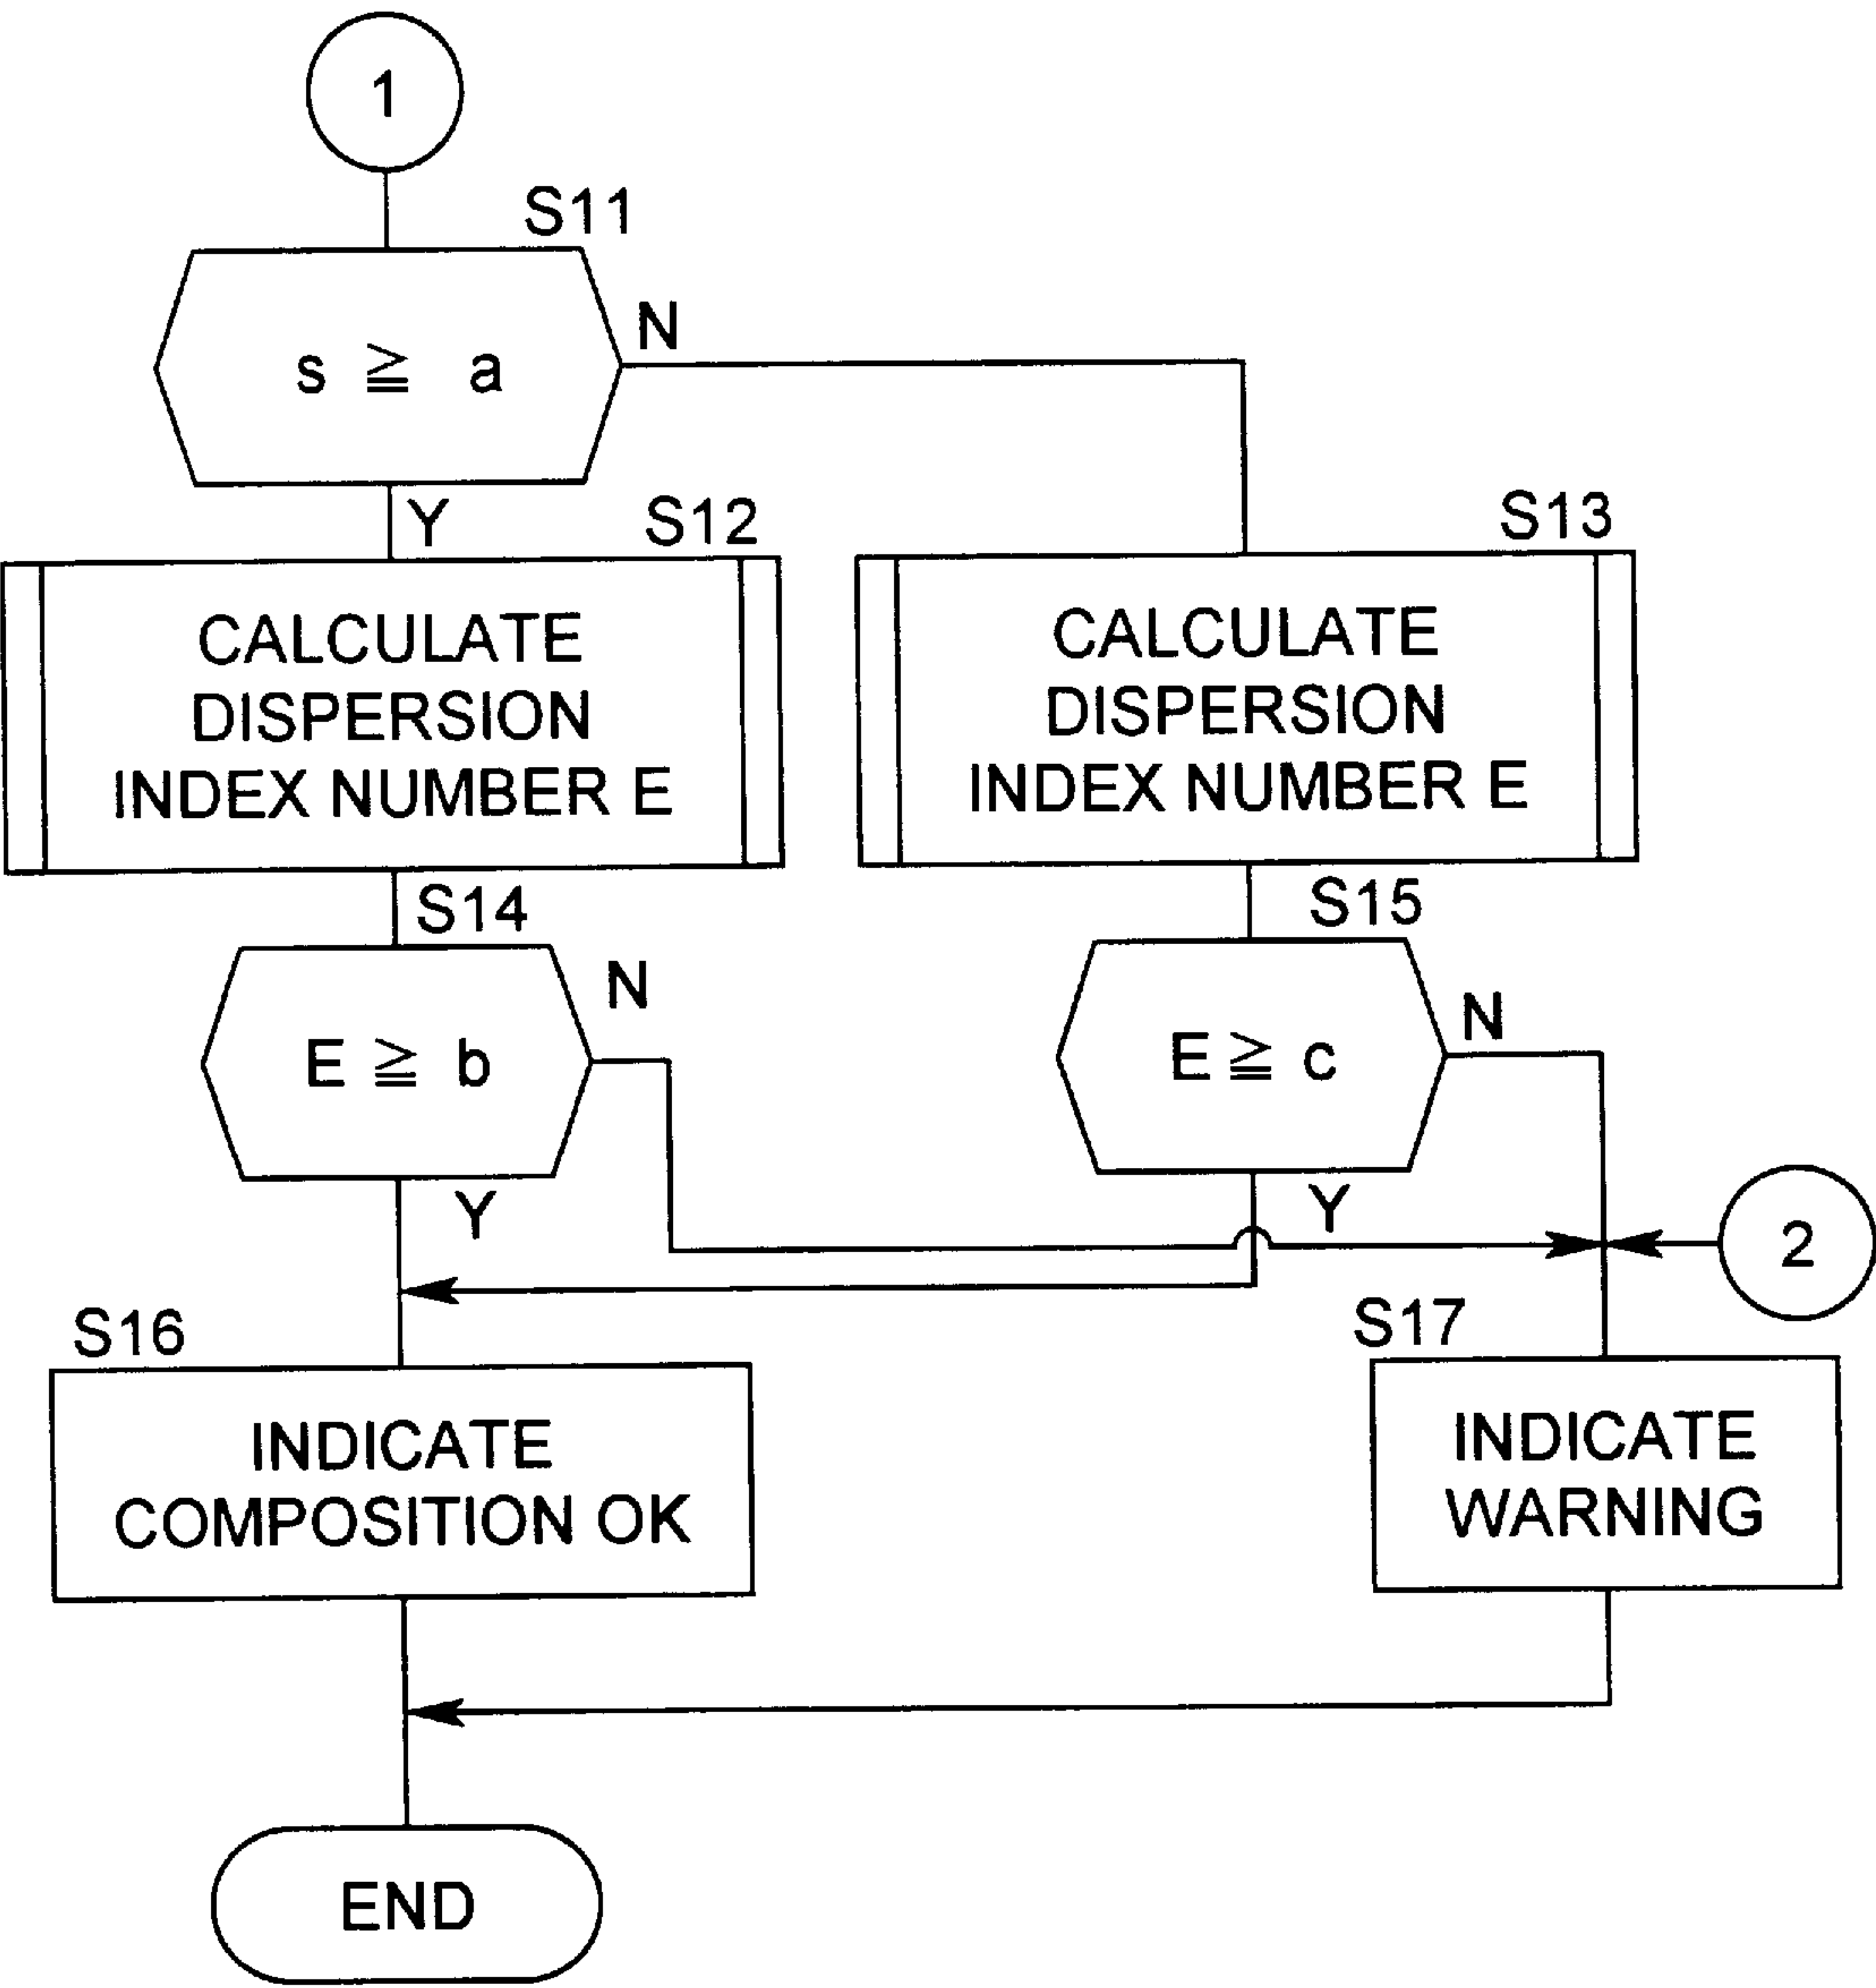 1
S11
s ≧ a
N
Y
S12
CALCULATE
DISPERSION
INDEX NUMBER E
S13
CALCULATE
DISPERSION
INDEX NUMBER E
S14
E ≧ b
N
Y
S15
E ≧ c
N
Y
2
S16
INDICATE
COMPOSITION OK
S17
INDICATE
WARNING
END